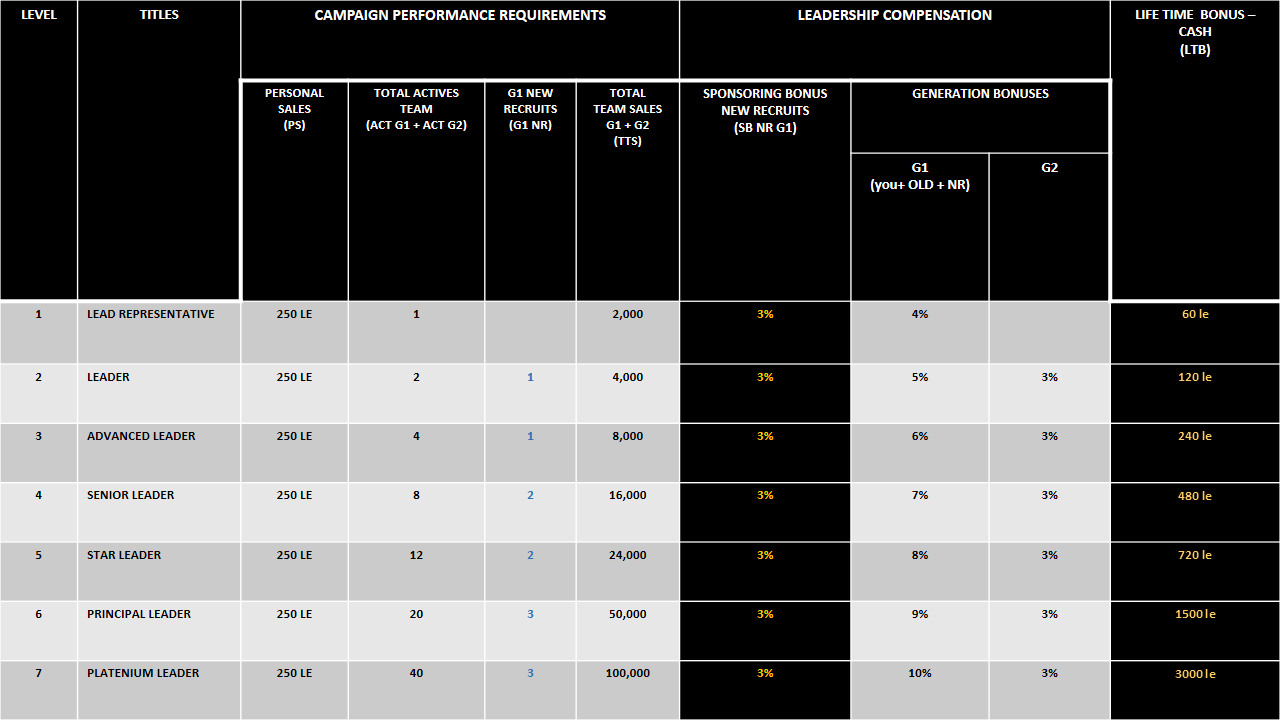 LEVEL
TITLES
CAMPAIGN PERFORMANCE REQUIREMENTS
LEADERSHIP COMPENSATION
LIFE TIME BONUS –
CASH
(LTB)
PERSONAL
SALES
(PS)
TOTAL ACTIVES
TEAM
(ACT G1 + ACT G2)
G1 NEW
RECRUITS
(G1 NR)
TOTAL
TEAM SALES
G1 + G2
(TTS)
SPONSORING BONUS
NEW RECRUITS
(SB NR G1)
GENERATION BONUSES
G1
(you+ OLD + NR)
G2
1 LEAD REPRESENTATIVE 250 LE 1 2,000 3% 4% 60 le
2 LEADER 250 LE 2 1 4,000 3% 5% 3% 120 le
3 ADVANCED LEADER 250 LE 4 1 8,000 3% 6% 3% 240 le
4 SENIOR LEADER 250 LE 8 2 16,000 3% 7% 3% 480 le
5 STAR LEADER 250 LE 12 2 24,000 3% 8% 3% 720 le
6 PRINCIPAL LEADER 250 LE 20 3 50,000 3% 9% 3% 1500 le
7 PLATENIUM LEADER 250 LE 40 3 100,000 3% 10% 3% 3000 le